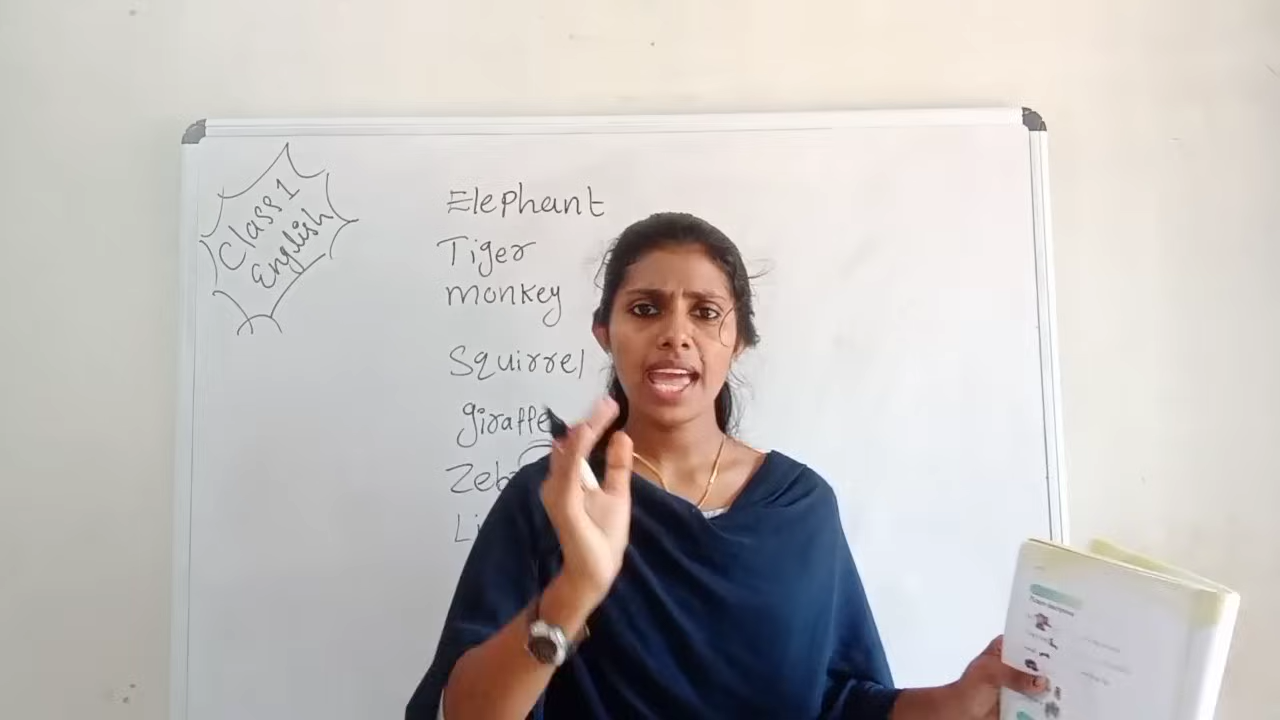 Class 1
English
Elephant
Tiger
monkey
Squirrel
giraffe